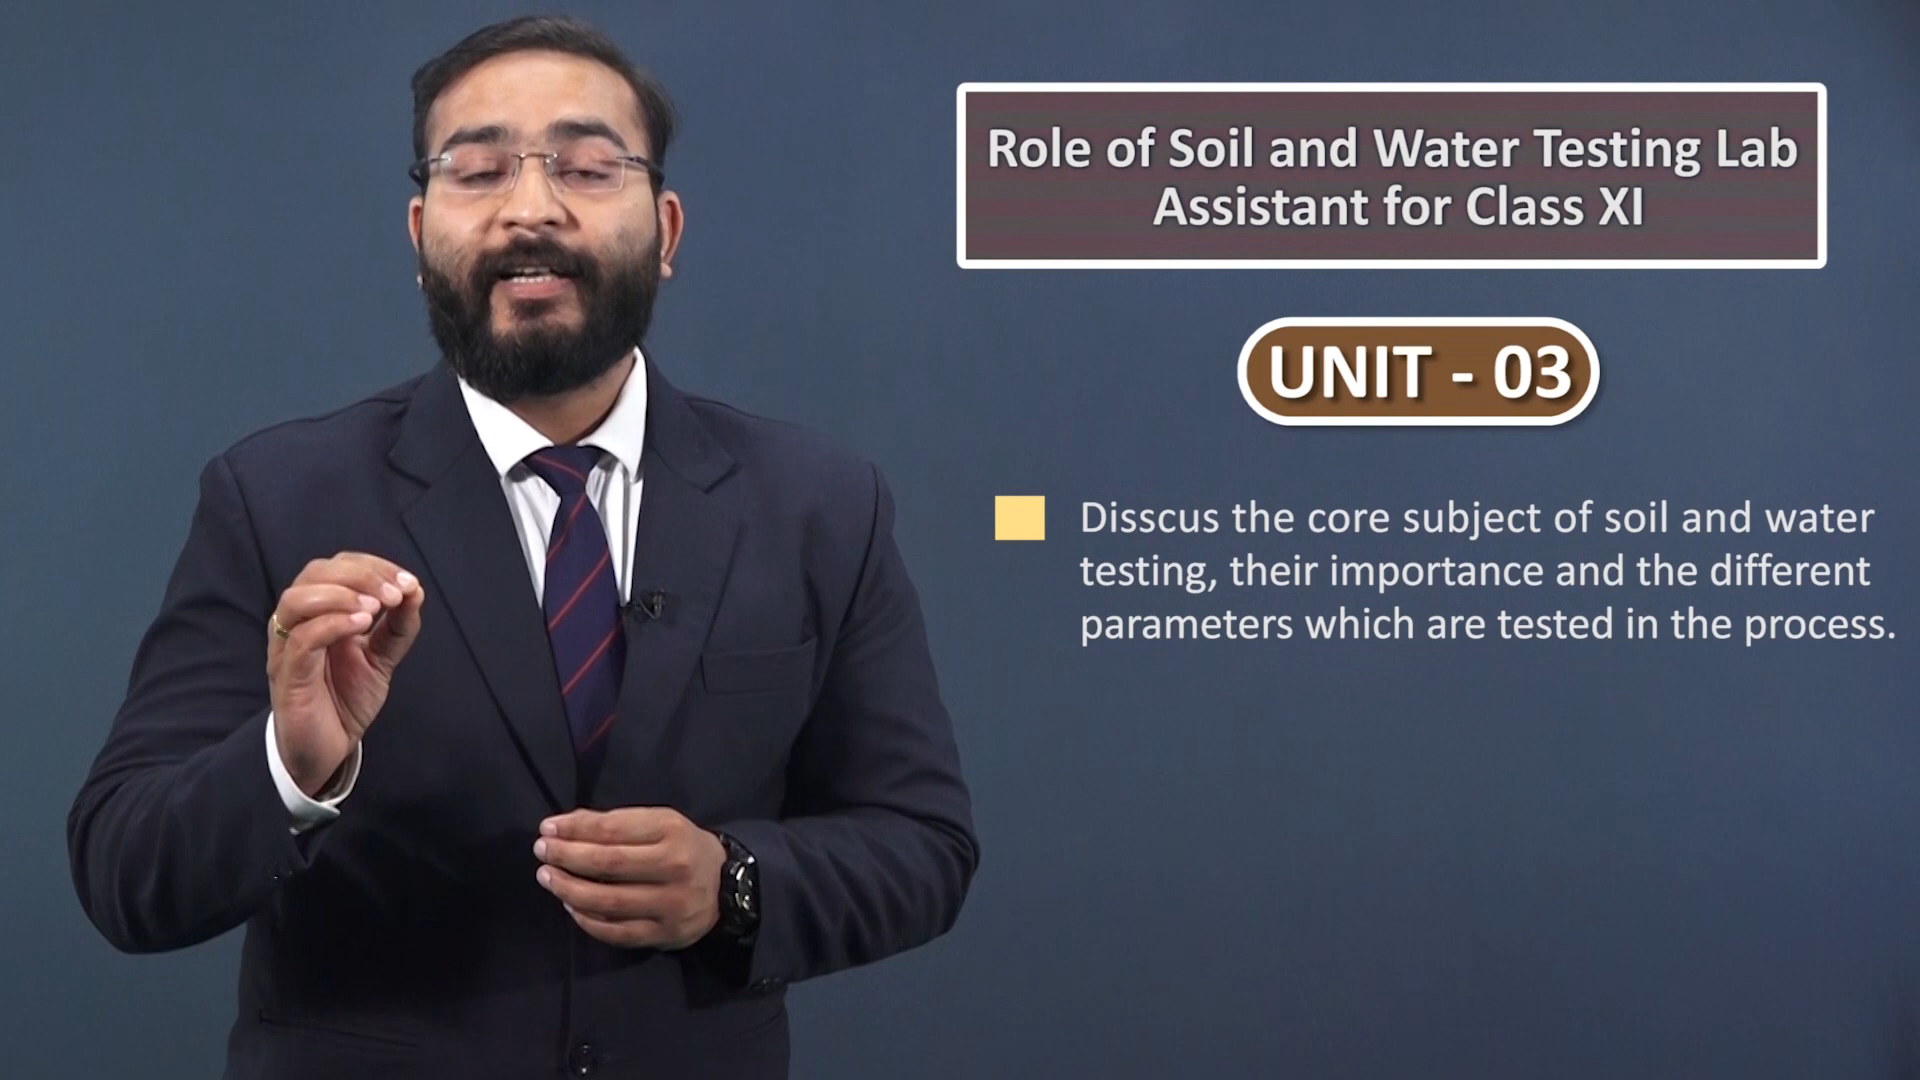 Role of Soil and Water Testing Lab
Assistant for Class XI
UNIT - 03
Disscus the core subject of soil and water
testing, their importance and the different
parameters which are tested in the process.